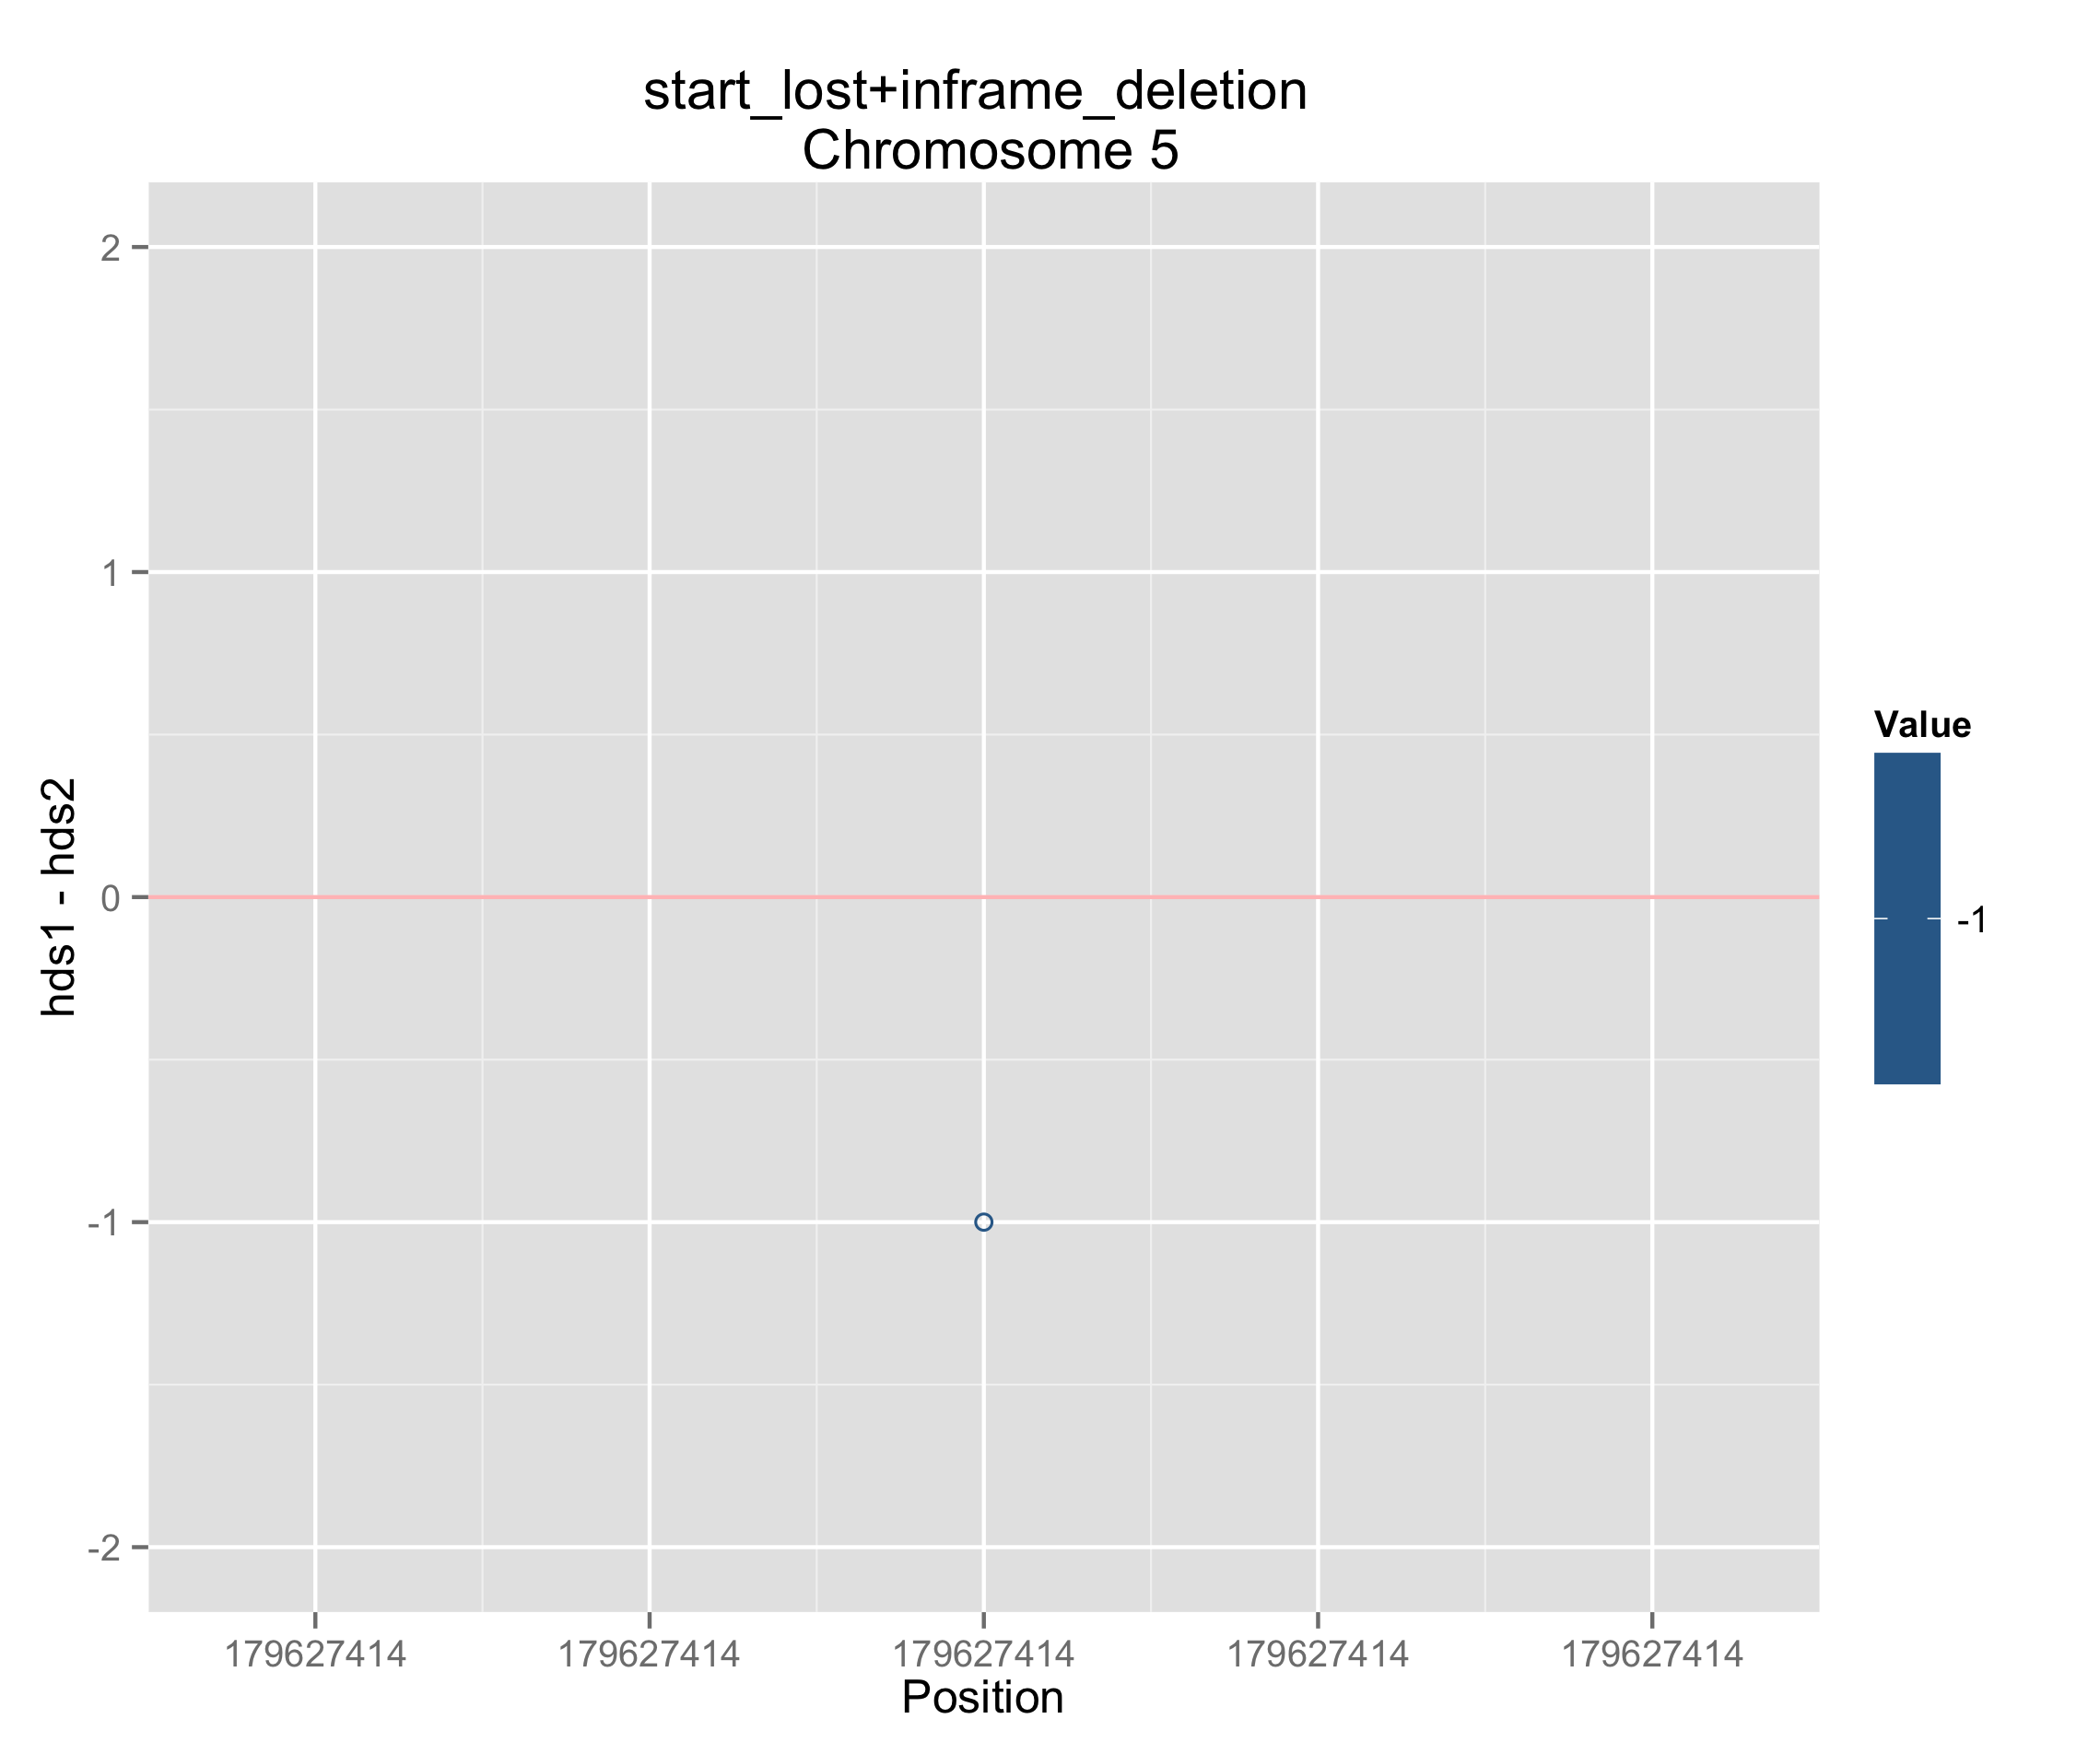 start_lost+inframe_deletion
Chromosome 5
2
1
0
-1
-2
hds1 - hds2
179627414 179627414 179627414 179627414 179627414
Position
Value
-1